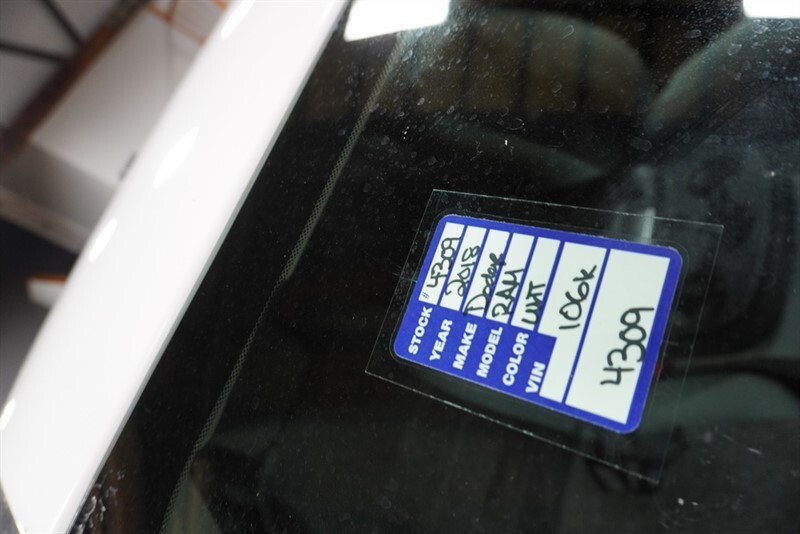 STOCK # 4309
YEAR 2018
MAKE Dodge
MODEL RAM
COLOR WHT
VIN 106k
4309